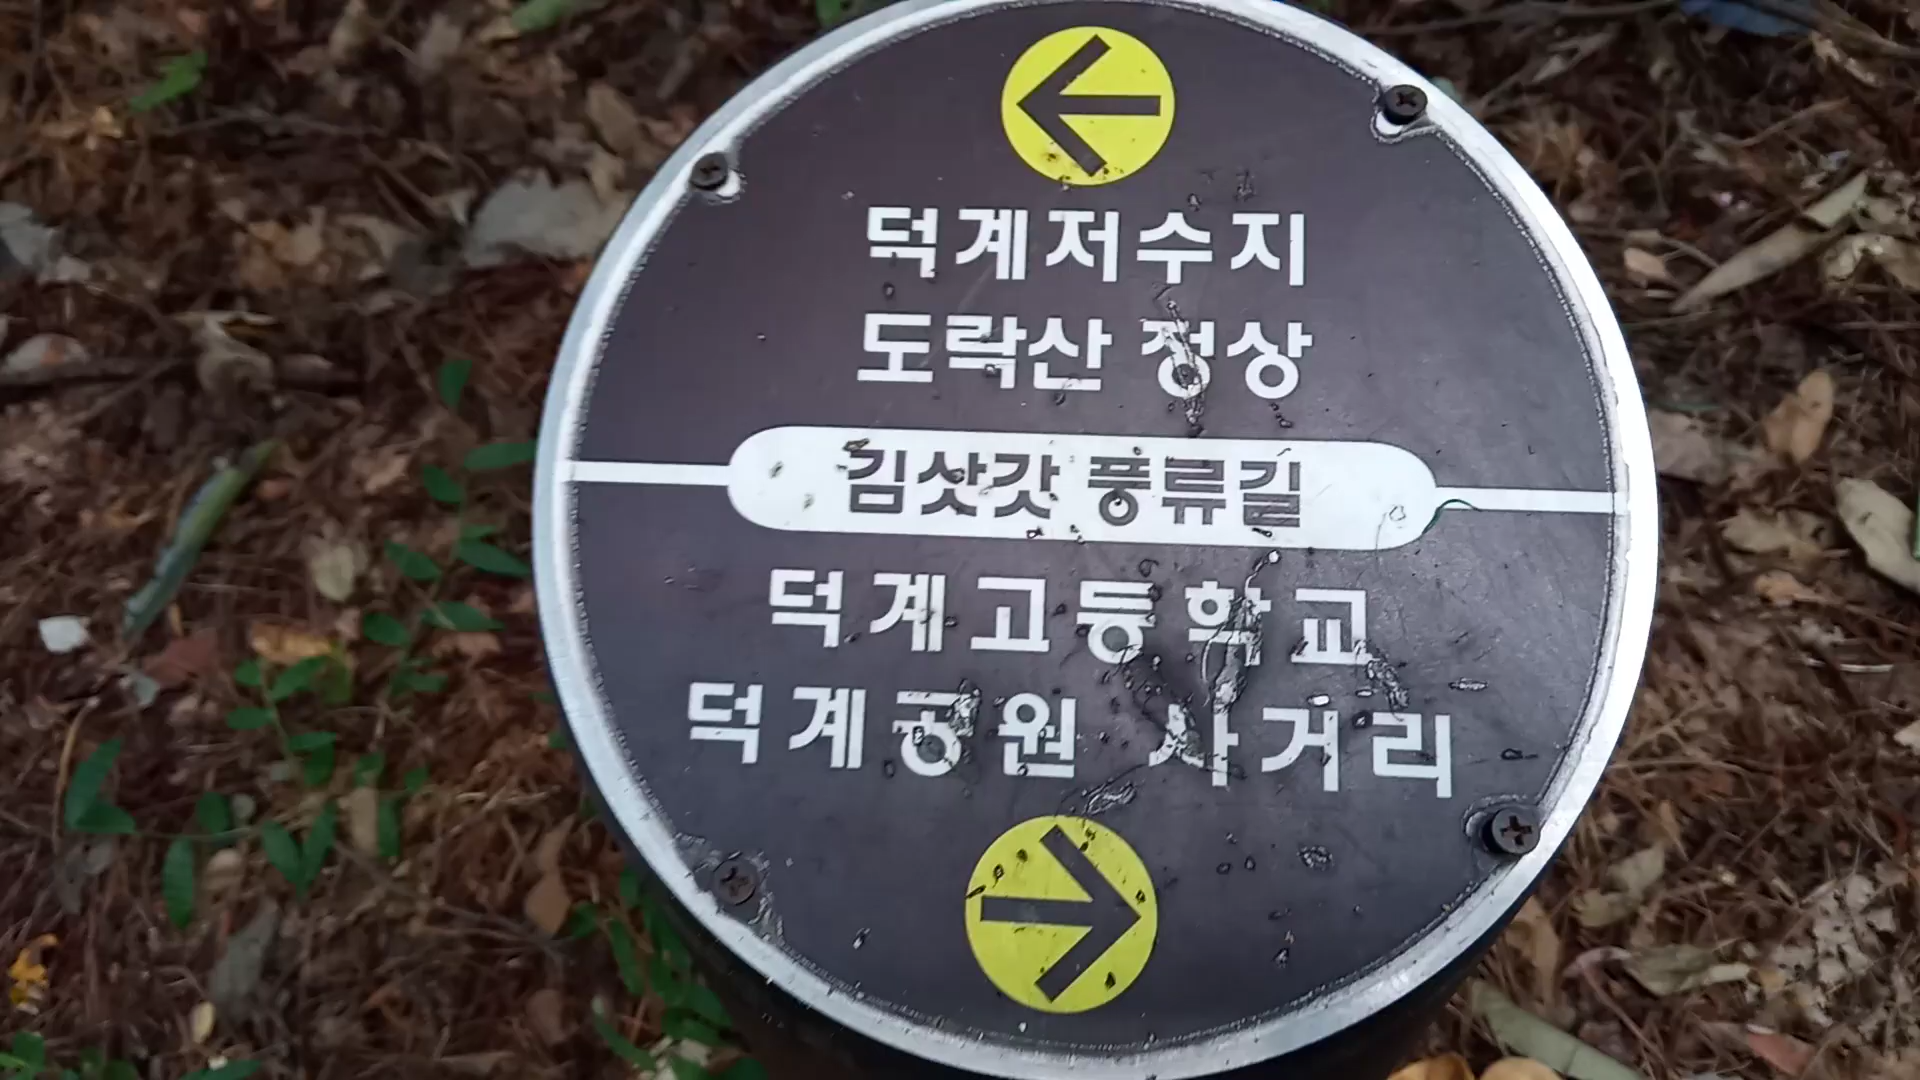 덕계저수지
도락산 정상
김삿갓 풍류길
덕계고등학교
덕계공원 사거리